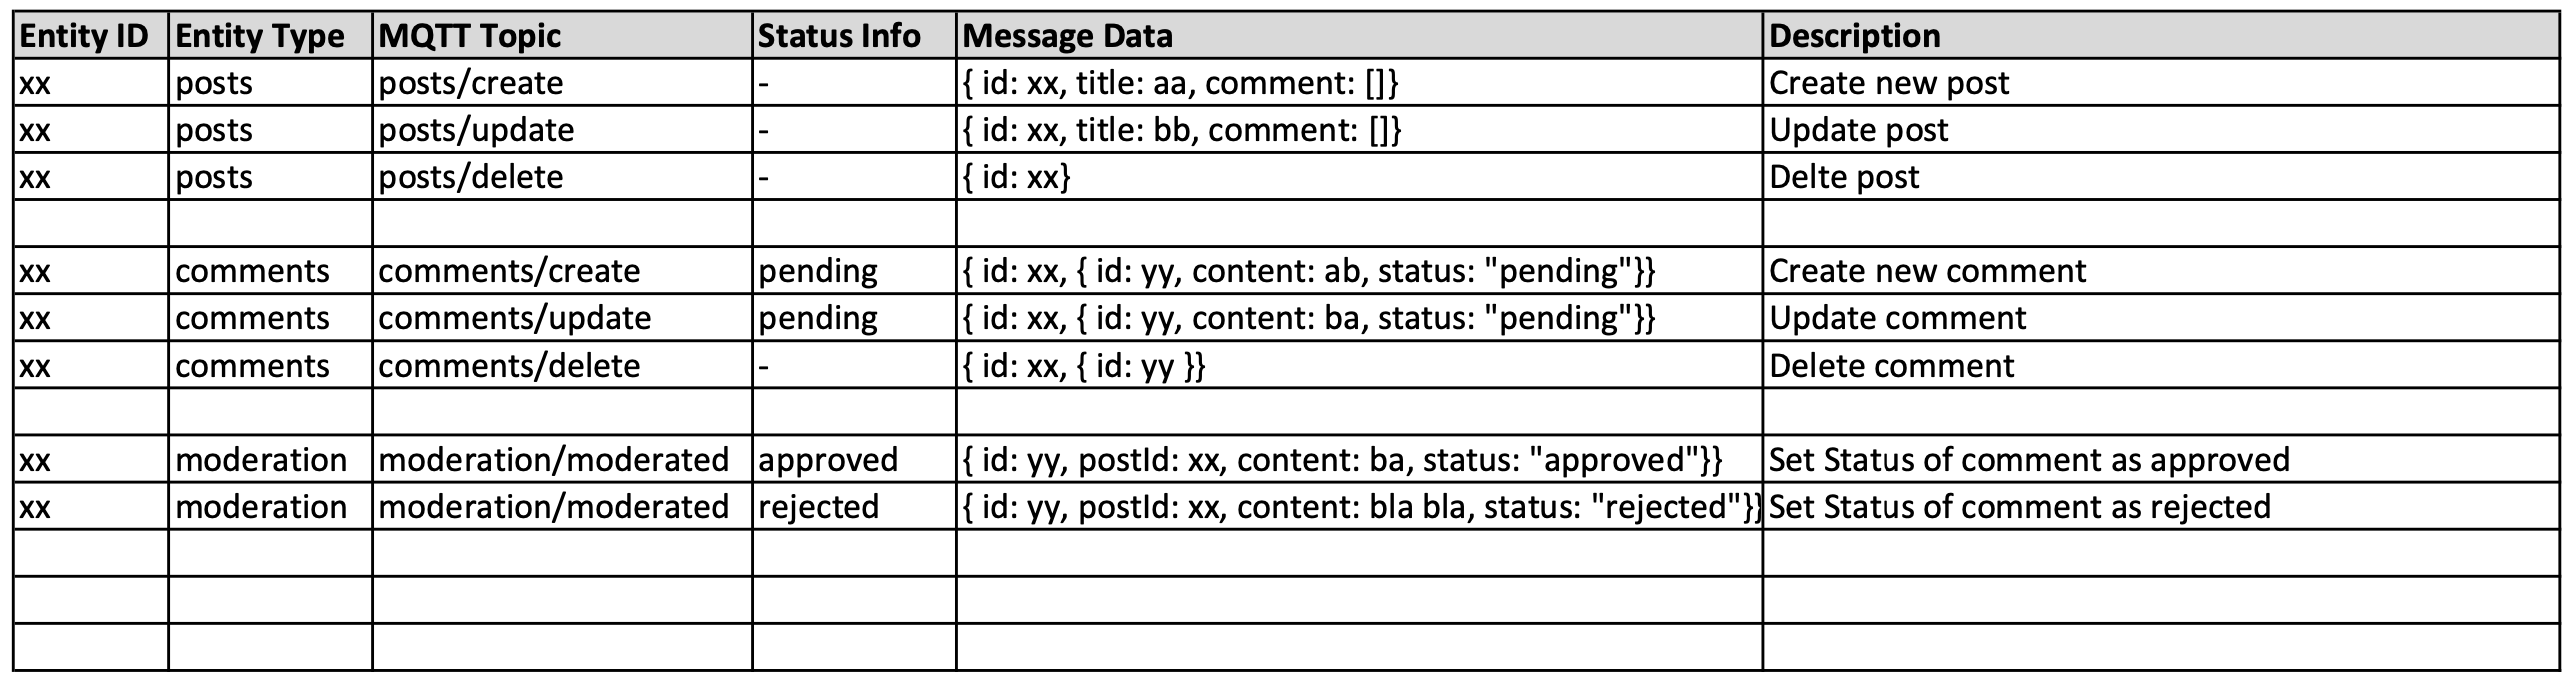 Entity ID Entity Type MQTT Topic Status Info Message Data Description
xx posts posts/create - { id: xx, title: aa, comment: []} Create new post
xx posts posts/update - { id: xx, title: bb, comment: []} Update post
xx posts posts/delete - { id: xx} Delte post
xx comments comments/create pending { id: xx, { id: yy, content: ab, status: "pending"}} Create new comment
xx comments comments/update pending { id: xx, { id: yy, content: ba, status: "pending"}} Update comment
xx comments comments/delete - { id: xx, { id: yy }} Delete comment
xx moderation moderation/moderated approved { id: yy, postId: xx, content: ba, status: "approved"}} Set Status of comment as approved
xx moderation moderation/moderated rejected { id: yy, postId: xx, content: bla bla, status: "rejected"}} Set Status of comment as rejected